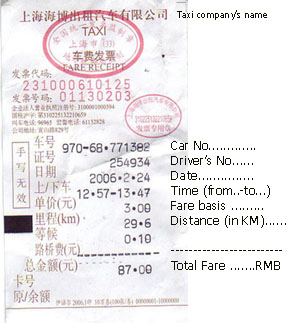 上海海博出租汽车有限公司 Taxi company's name
TAXI
上海市 (33)
车费发票
FARE RECEIPT
发票代码:
231000610125
发票号码: 01130203
手写无效
车号 970-68-771382 Car No.............
证号 254934 Driver's No......
日期 2006-2-24 Date...............
上/下车 12-57-13-47 Time (from..-to...)
单价(元) 3.00 Fare basis .........
里程(km) 29.6 Distance (in KM)......
等候 0-10
路桥费(元)
总金额(元) 87.00 Total Fare .......RMB
卡号
原/余额